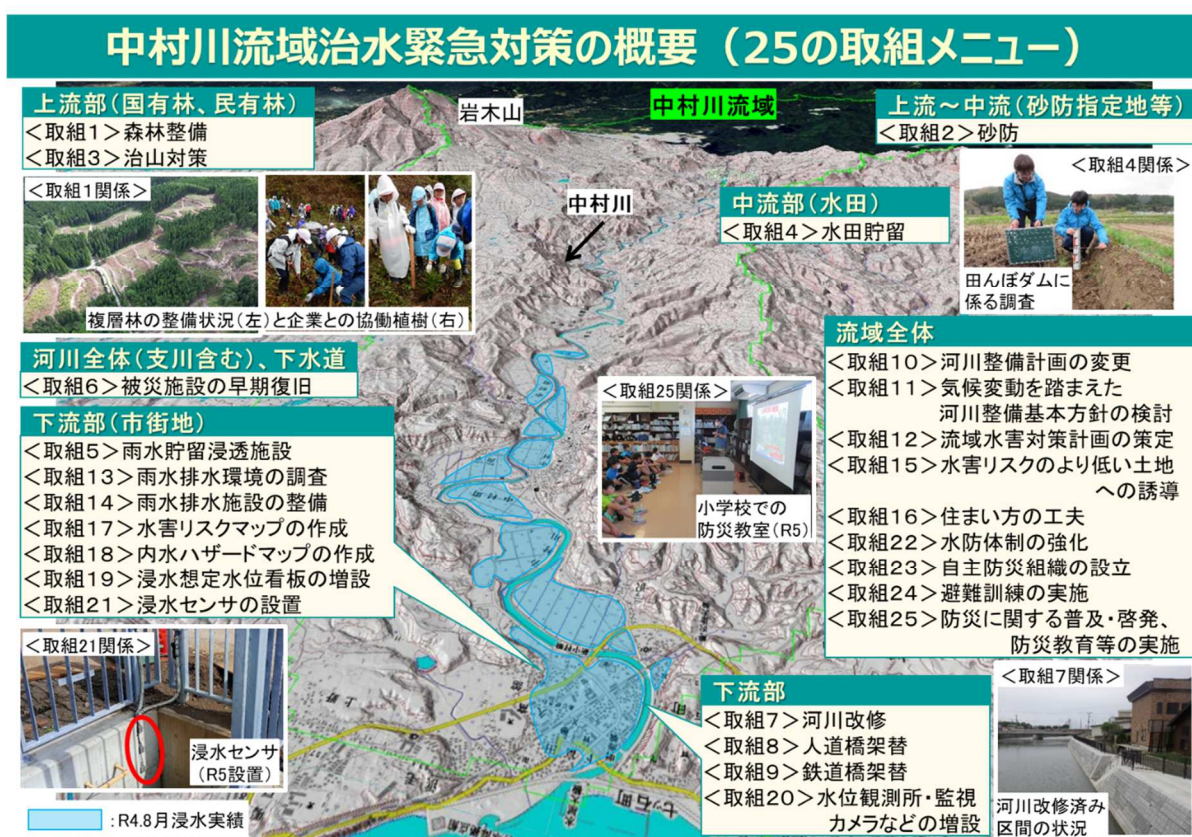 中村川流域治水緊急対策の概要（25の取組メニュー）
上流部（国有林、民有林）
＜取組1＞森林整備
＜取組3＞治山対策
＜取組1関係＞
複層林の整備状況（左）と企業との協働植樹（右）
岩木山
中村川流域
中村川
上流～中流（砂防指定地等）
＜取組2＞砂防
＜取組4関係＞
田んぼダムに
係る調査
中流部（水田）
＜取組4＞水田貯留
河川全体（支川含む）、下水道
＜取組6＞被災施設の早期復旧
下流部（市街地）
＜取組5＞雨水貯留浸透施設
＜取組13＞雨水排水環境の調査
＜取組14＞雨水排水施設の整備
＜取組17＞水害リスクマップの作成
＜取組18＞内水ハザードマップの作成
＜取組19＞浸水想定水位看板の増設
＜取組21＞浸水センサの設置
＜取組25関係＞
小学校での
防災教室（R5）
流域全体
＜取組10＞河川整備計画の変更
＜取組11＞気候変動を踏まえた
河川整備基本方針の検討
＜取組12＞流域水害対策計画の策定
＜取組15＞水害リスクのより低い土地
への誘導
＜取組16＞住まい方の工夫
＜取組22＞水防体制の強化
＜取組23＞自主防災組織の設立
＜取組24＞避難訓練の実施
＜取組25＞防災に関する普及・啓発、
防災教育等の実施
＜取組21関係＞
浸水センサ
（R5設置）
下流部
＜取組7＞河川改修
＜取組8＞人道橋架替
＜取組9＞鉄道橋架替
＜取組20＞水位観測所・監視
カメラなどの増設
＜取組7関係＞
河川改修済み
区間の状況
：R4.8月浸水実績
七ッ石町